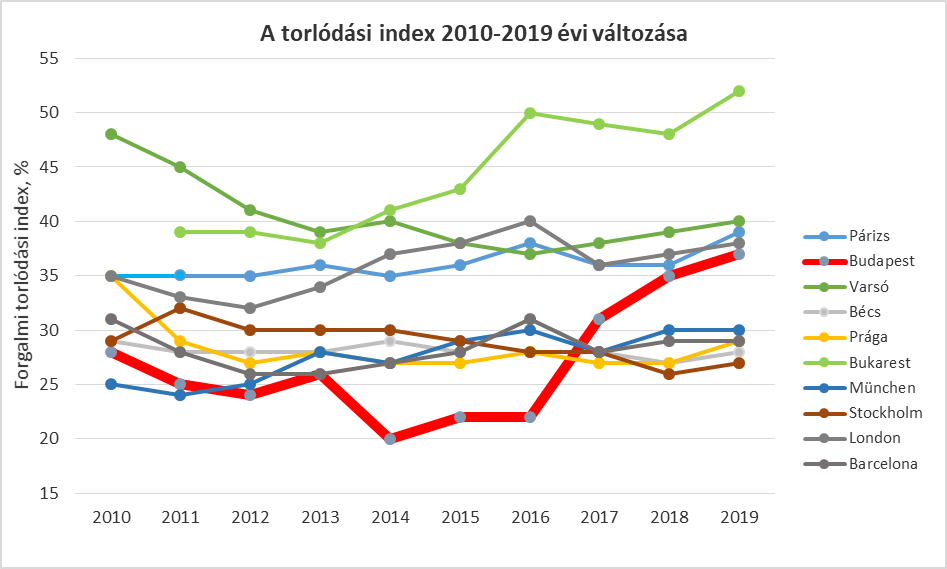 A torlódási index 2010-2019 évi változása
Forgalmi torlódási index, %
55
50
45
40
35
30
25
20
15
2010 2011 2012 2013 2014 2015 2016 2017 2018 2019
Párizs
Budapest
Varsó
Bécs
Prága
Bukarest
München
Stockholm
London
Barcelona